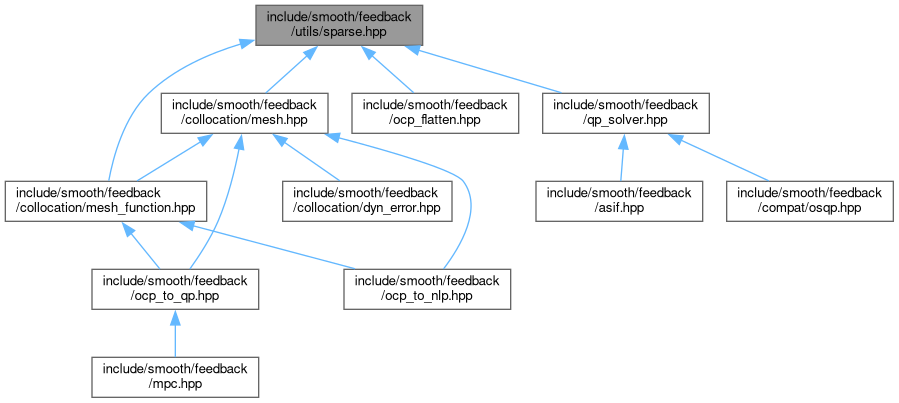 include/smooth/feedback
/utils/sparse.hpp
include/smooth/feedback
/collocation/mesh.hpp
include/smooth/feedback
/ocp_flatten.hpp
include/smooth/feedback
/qp_solver.hpp
include/smooth/feedback
/collocation/mesh_function.hpp
include/smooth/feedback
/collocation/dyn_error.hpp
include/smooth/feedback
/asif.hpp
include/smooth/feedback
/compat/osqp.hpp
include/smooth/feedback
/ocp_to_qp.hpp
include/smooth/feedback
/ocp_to_nlp.hpp
include/smooth/feedback
/mpc.hpp